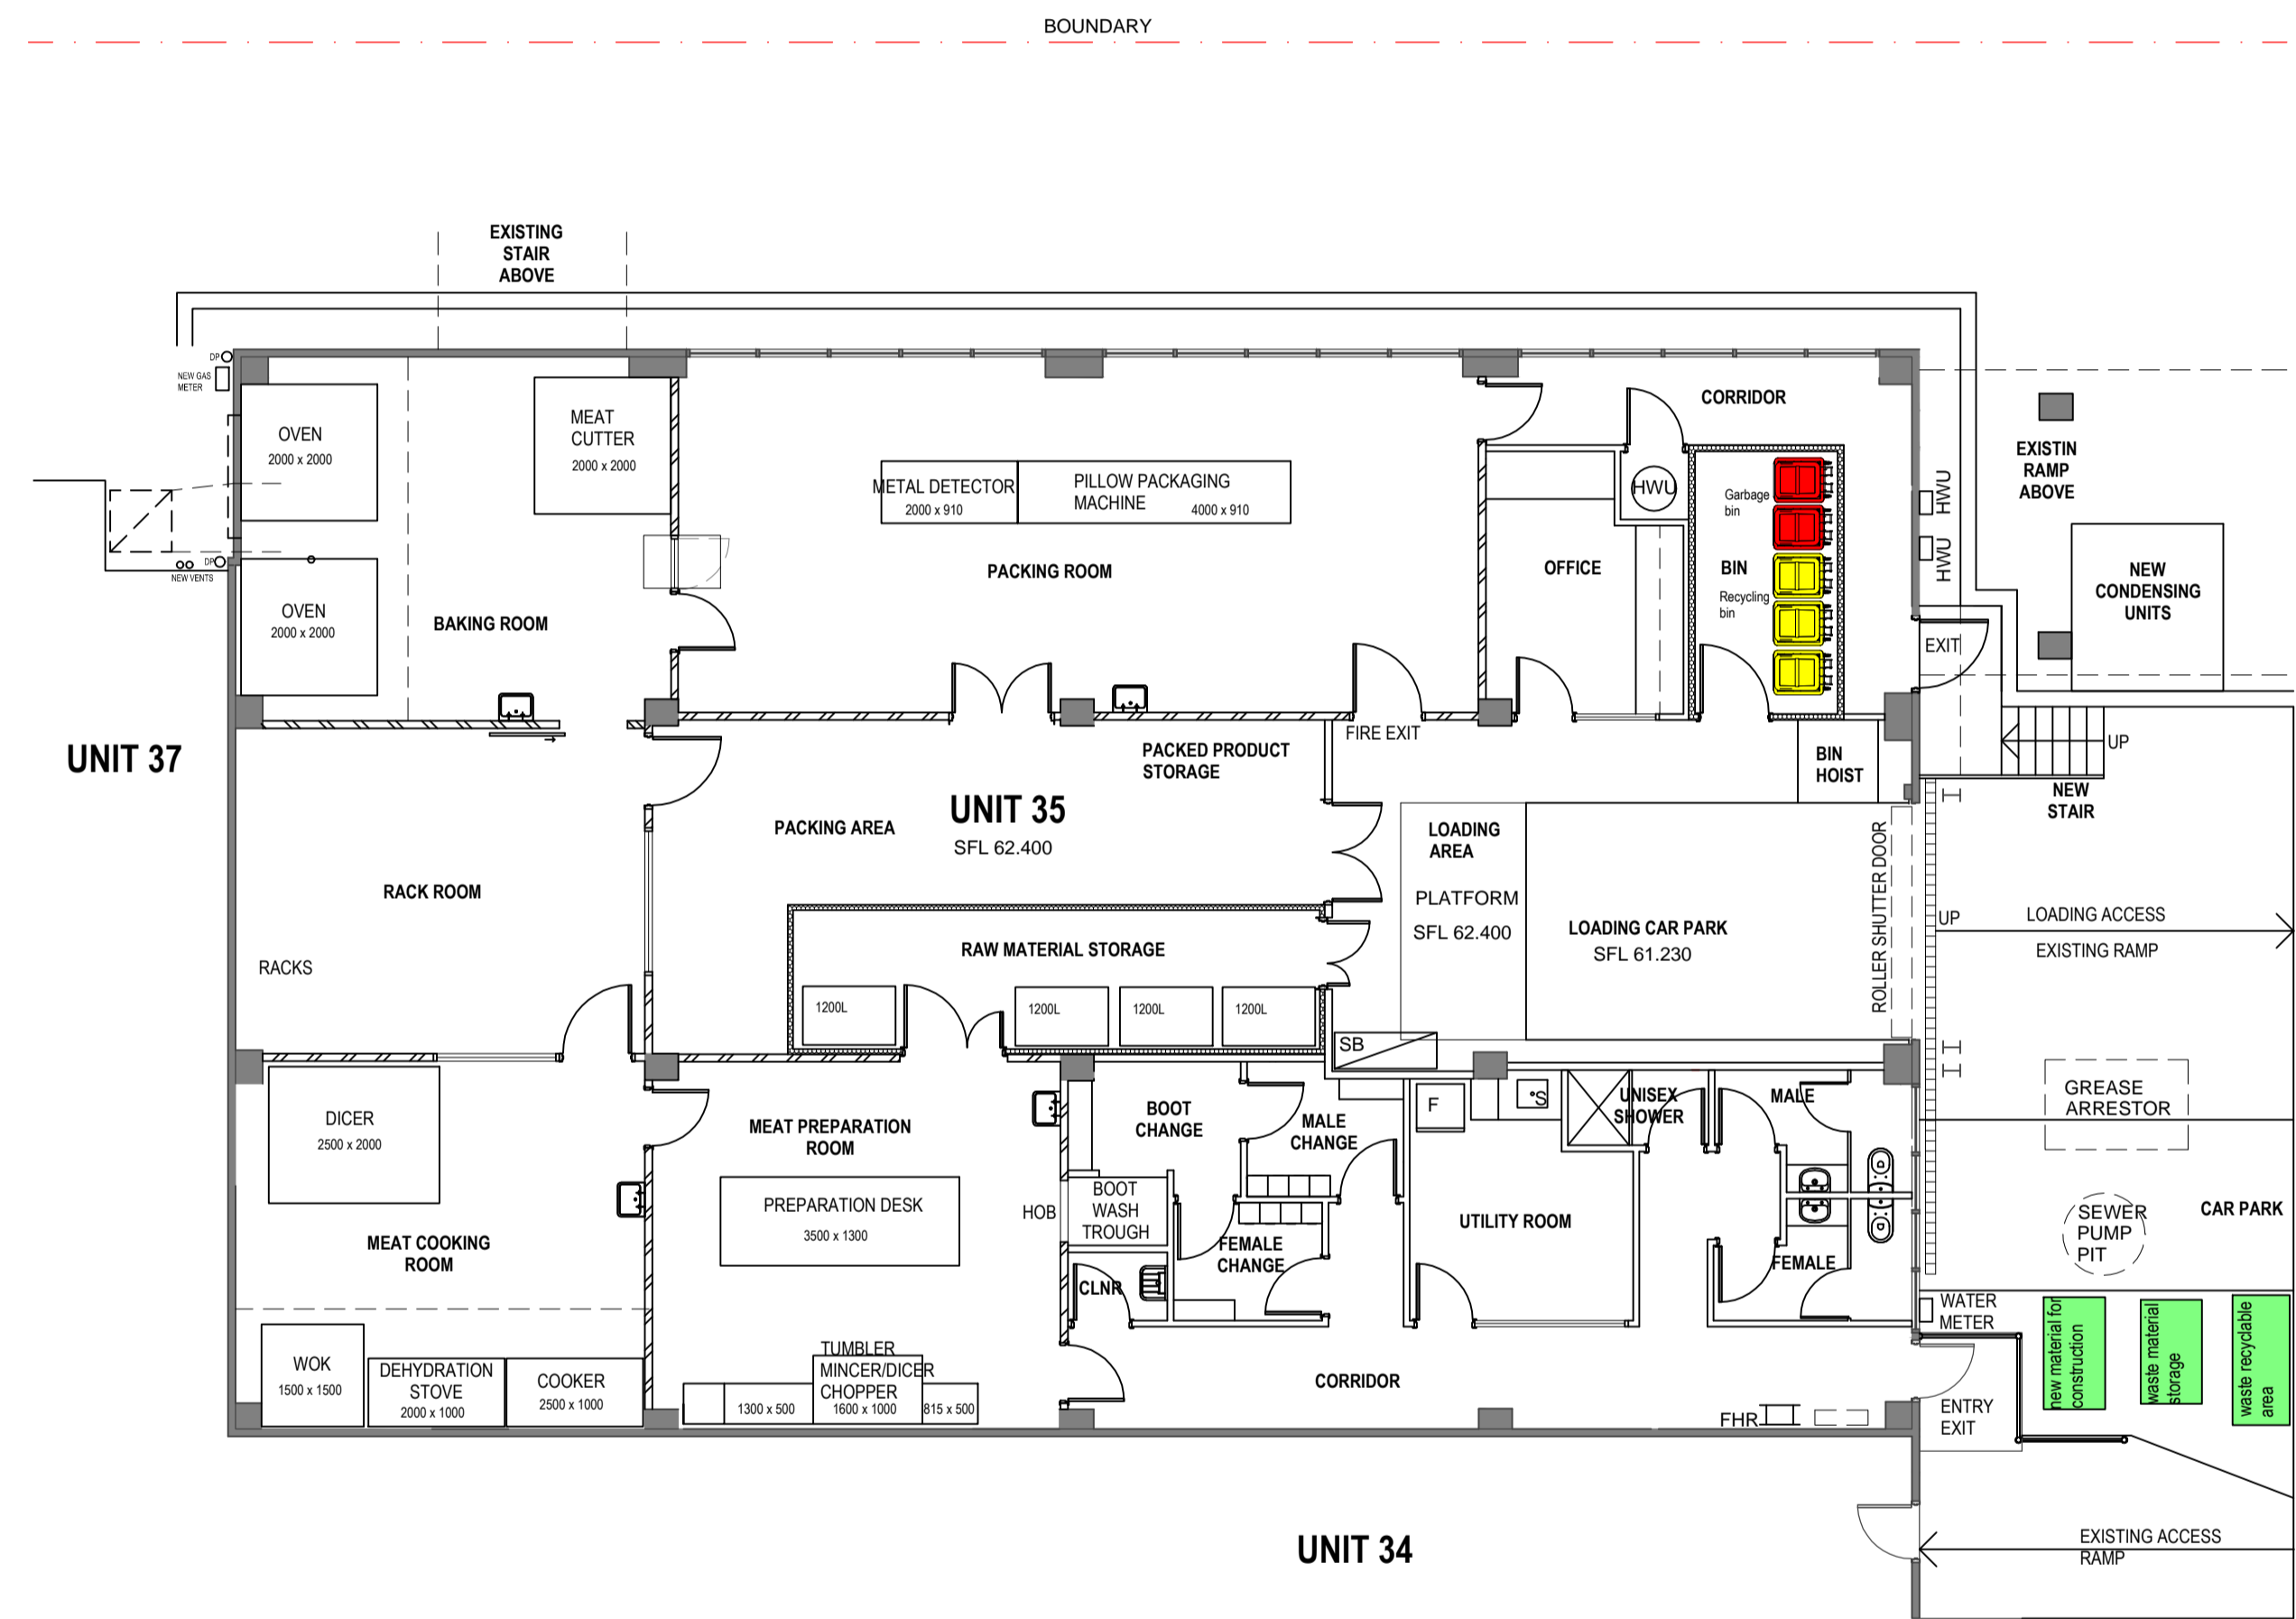 BOUNDARY
EXISTING
STAIR
ABOVE
DP
NEW GAS
METER
OVEN
2000 x 2000
MEAT
CUTTER
2000 x 2000
METAL DETECTOR
2000 x 910
PILLOW PACKAGING
MACHINE
4000 x 910
PACKING ROOM
CORRIDOR
HWU
Garbage
bin
BIN
Recycling
bin
OFFICE
HWU
HWU
EXISTIN
RAMP
ABOVE
NEW
CONDENSING
UNITS
DP
NEW VENTS
OVEN
2000 x 2000
BAKING ROOM
EXIT
UNIT 37
FIRE EXIT
PACKED PRODUCT
STORAGE
BIN
HOIST
UP
NEW
STAIR
UNIT 35
SFL 62.400
PACKING AREA
LOADING
AREA
PLATFORM
SFL 62.400
LOADING CAR PARK
SFL 61.230
ROLLER SHUTTER DOOR
UP
LOADING ACCESS
EXISTING RAMP
RACK ROOM
RACKS
RAW MATERIAL STORAGE
1200L
1200L
1200L
1200L
SB
DICER
2500 x 2000
MEAT PREPARATION
ROOM
BOOT
CHANGE
MALE
CHANGE
F
S
UNISEX
SHOWER
MALE
GREASE
ARRESTOR
PREPARATION DESK
3500 x 1300
HOB
BOOT
WASH
TROUGH
FEMALE
CHANGE
CLNR
UTILITY ROOM
FEMALE
SEWER
PUMP
PIT
CAR PARK
MEAT COOKING
ROOM
WATER
METER
new material for
construction
waste material
storage
waste recyclable
area
WOK
1500 x 1500
DEHYDRATION
STOVE
2000 x 1000
COOKER
2500 x 1000
TUMBLER
MINCER/DICER
CHOPPER
1300 x 500
1600 x 1000
815 x 500
CORRIDOR
FHR
ENTRY
EXIT
UNIT 34
EXISTING ACCESS
RAMP